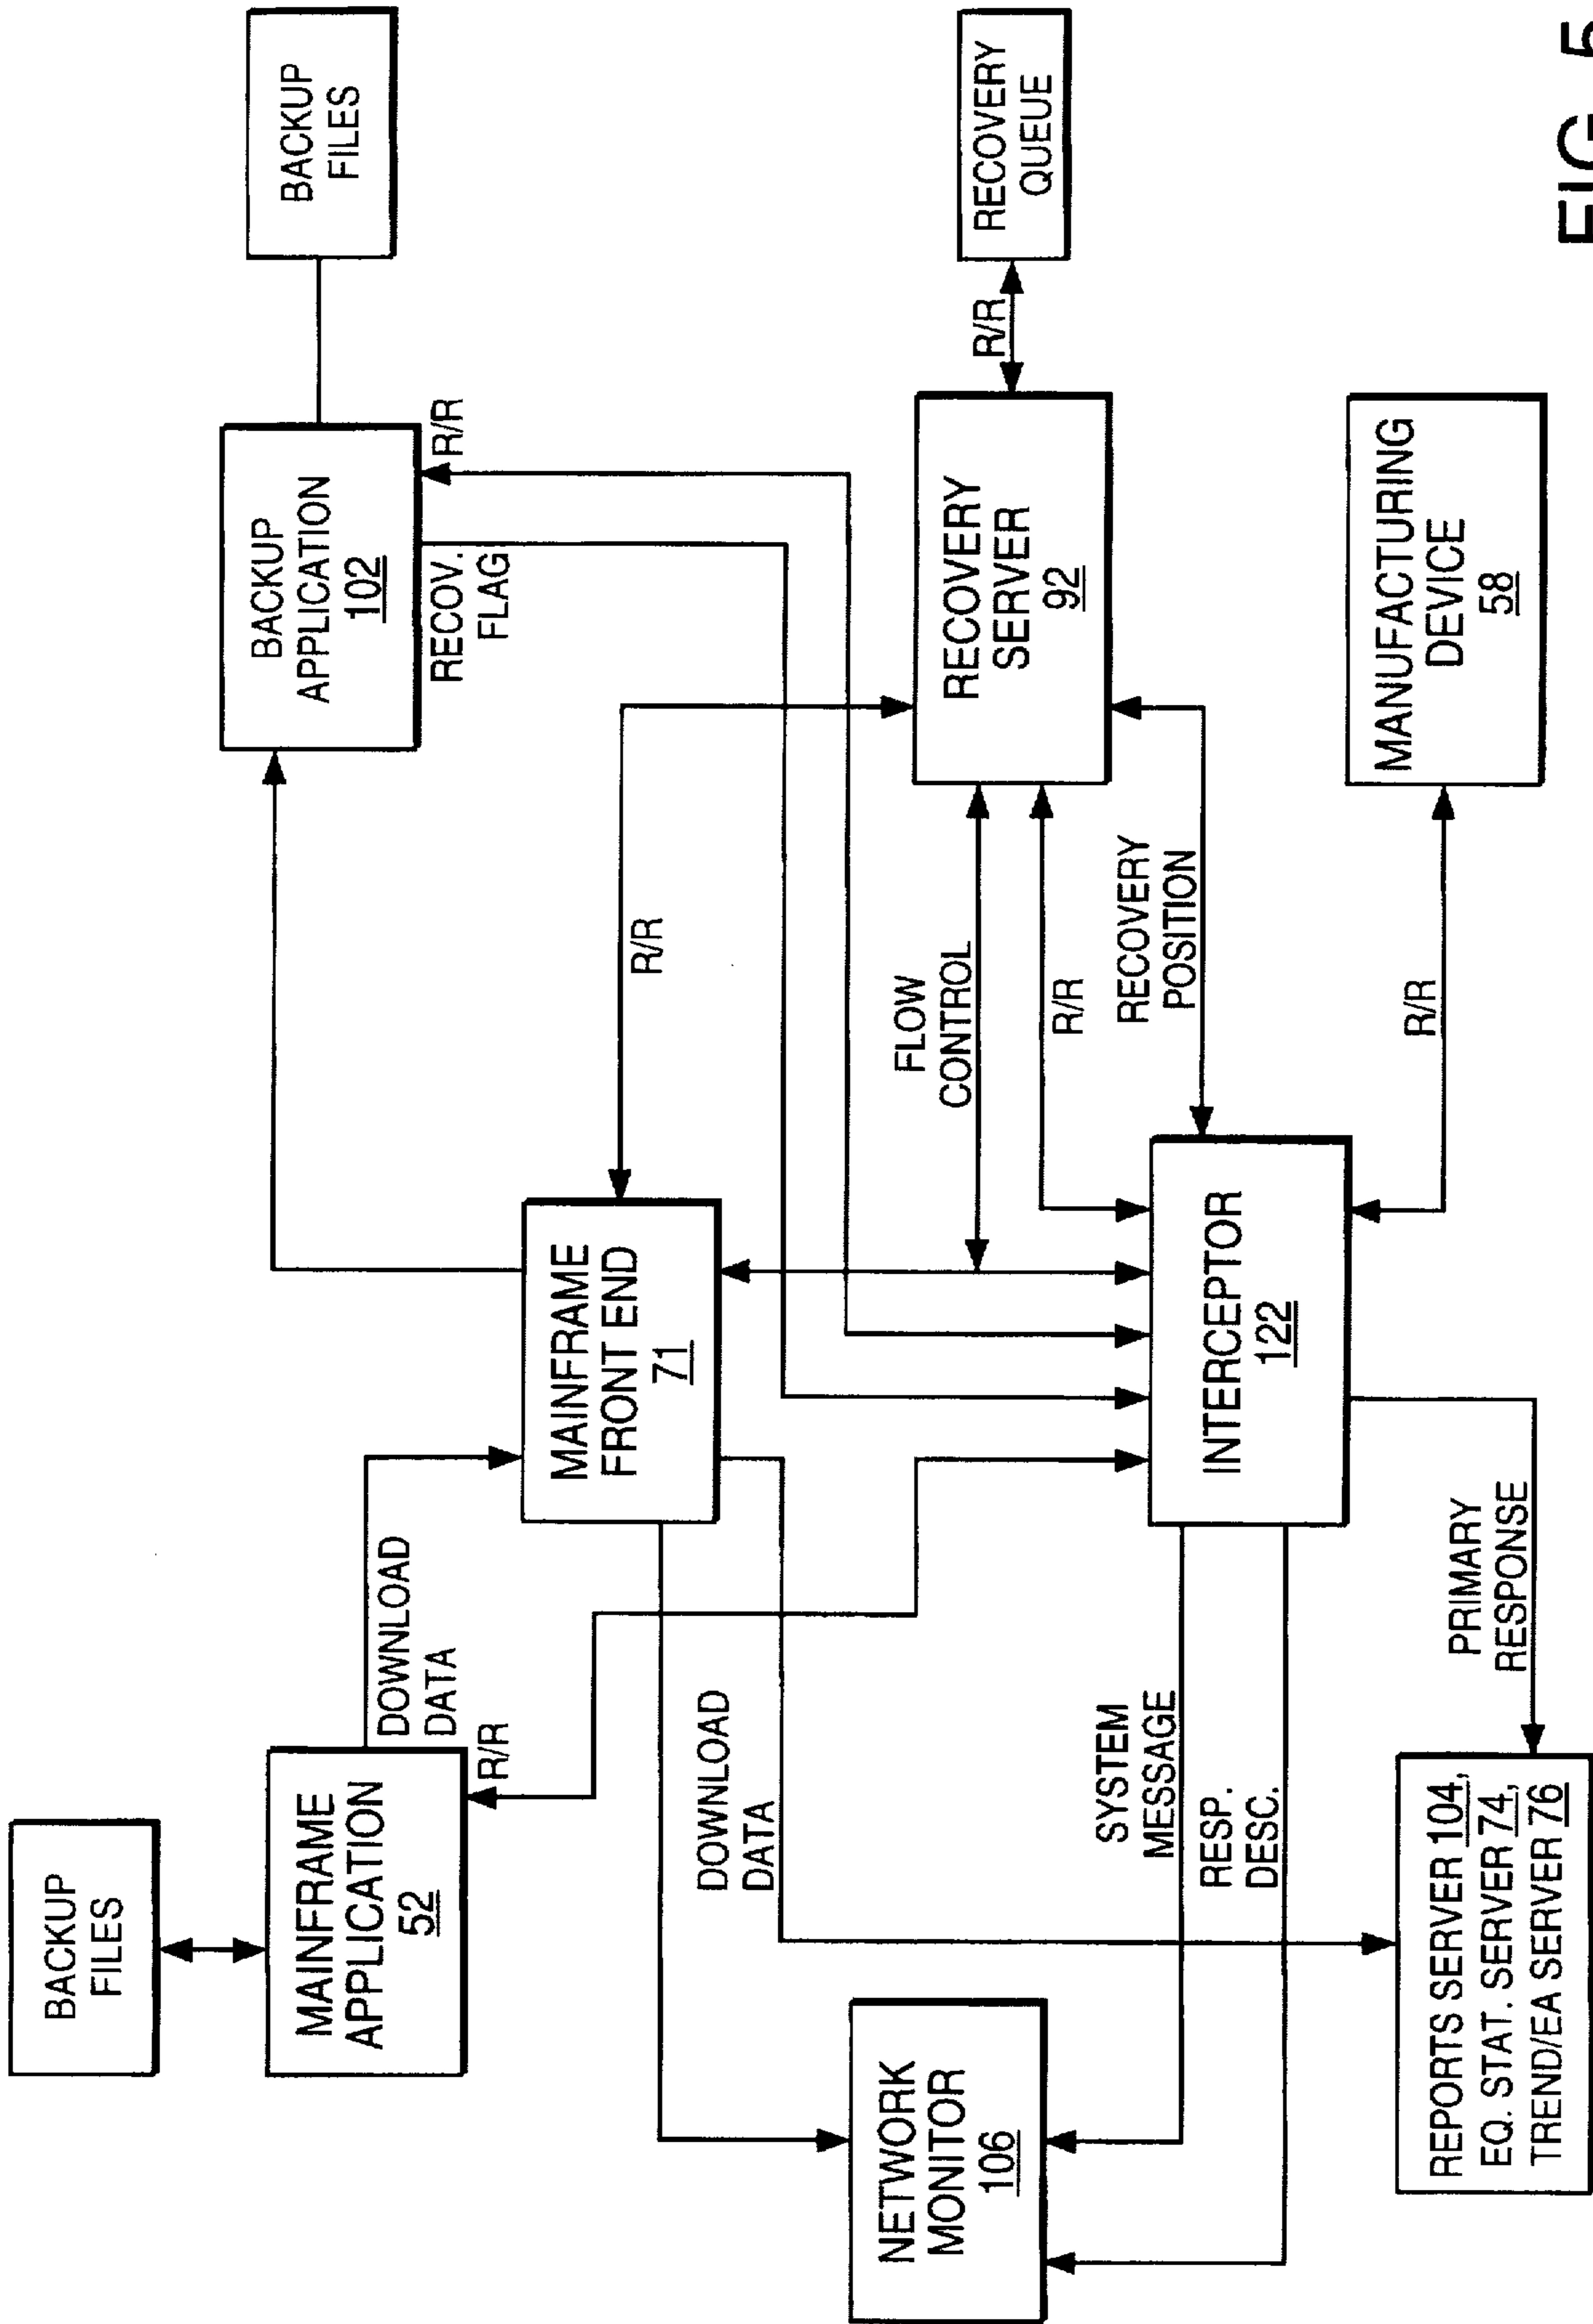 BACKUP
FILES
MAINFRAME
APPLICATION
52
DOWNLOAD
DATA
R/R
MAINFRAME
FRONT END
71
BACKUP
APPLICATION
102
BACKUP
FILES
RECOV.
FLAG
R/R
R/R
DOWNLOAD
DATA
NETWORK
MONITOR
106
SYSTEM
MESSAGE
RESP.
DESC.
INTERCEPTOR
122
FLOW
CONTROL
R/R
RECOVERY
POSITION
RECOVERY
SERVER
92
R/R
RECOVERY
QUEUE
REPORTS SERVER 104,
EQ. STAT. SERVER 74,
TREND/EA SERVER 76
PRIMARY
RESPONSE
R/R
MANUFACTURING
DEVICE
58
FIG. 5